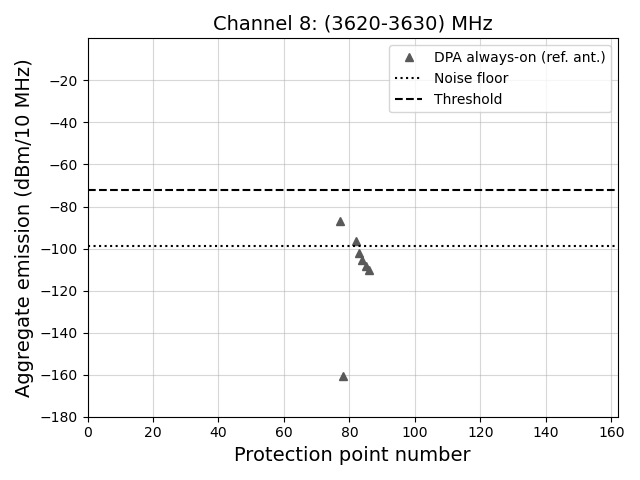 Channel 8: (3620-3630) MHz
DPA always-on (ref. ant.)
Noise floor
Threshold
Aggregate emission (dBm/10 MHz)
−20
−40
−60
−80
−100
−120
−140
−160
−180
0 20 40 60 80 100 120 140 160
Protection point number